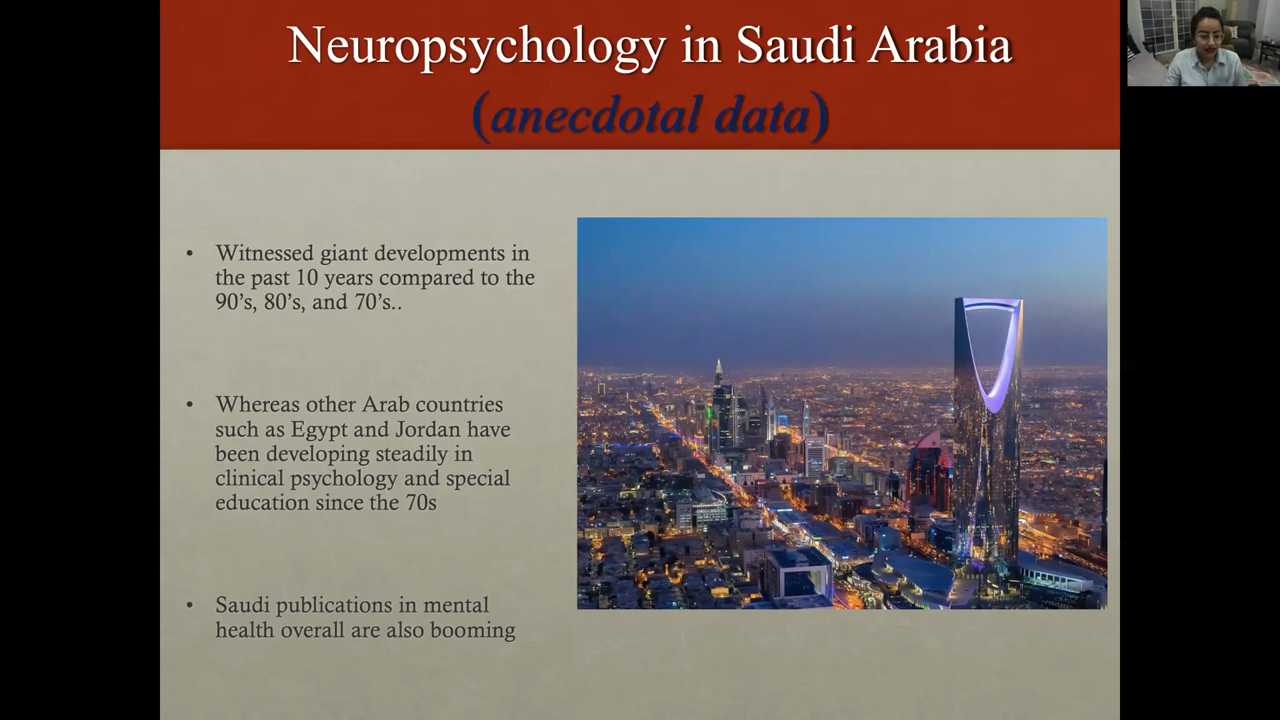 Neuropsychology in Saudi Arabia
(anecdotal data)
• Witnessed giant developments in
the past 10 years compared to the
90’s, 80’s, and 70’s..
• Whereas other Arab countries
such as Egypt and Jordan have
been developing steadily in
clinical psychology and special
education since the 70s
• Saudi publications in mental
health overall are also booming